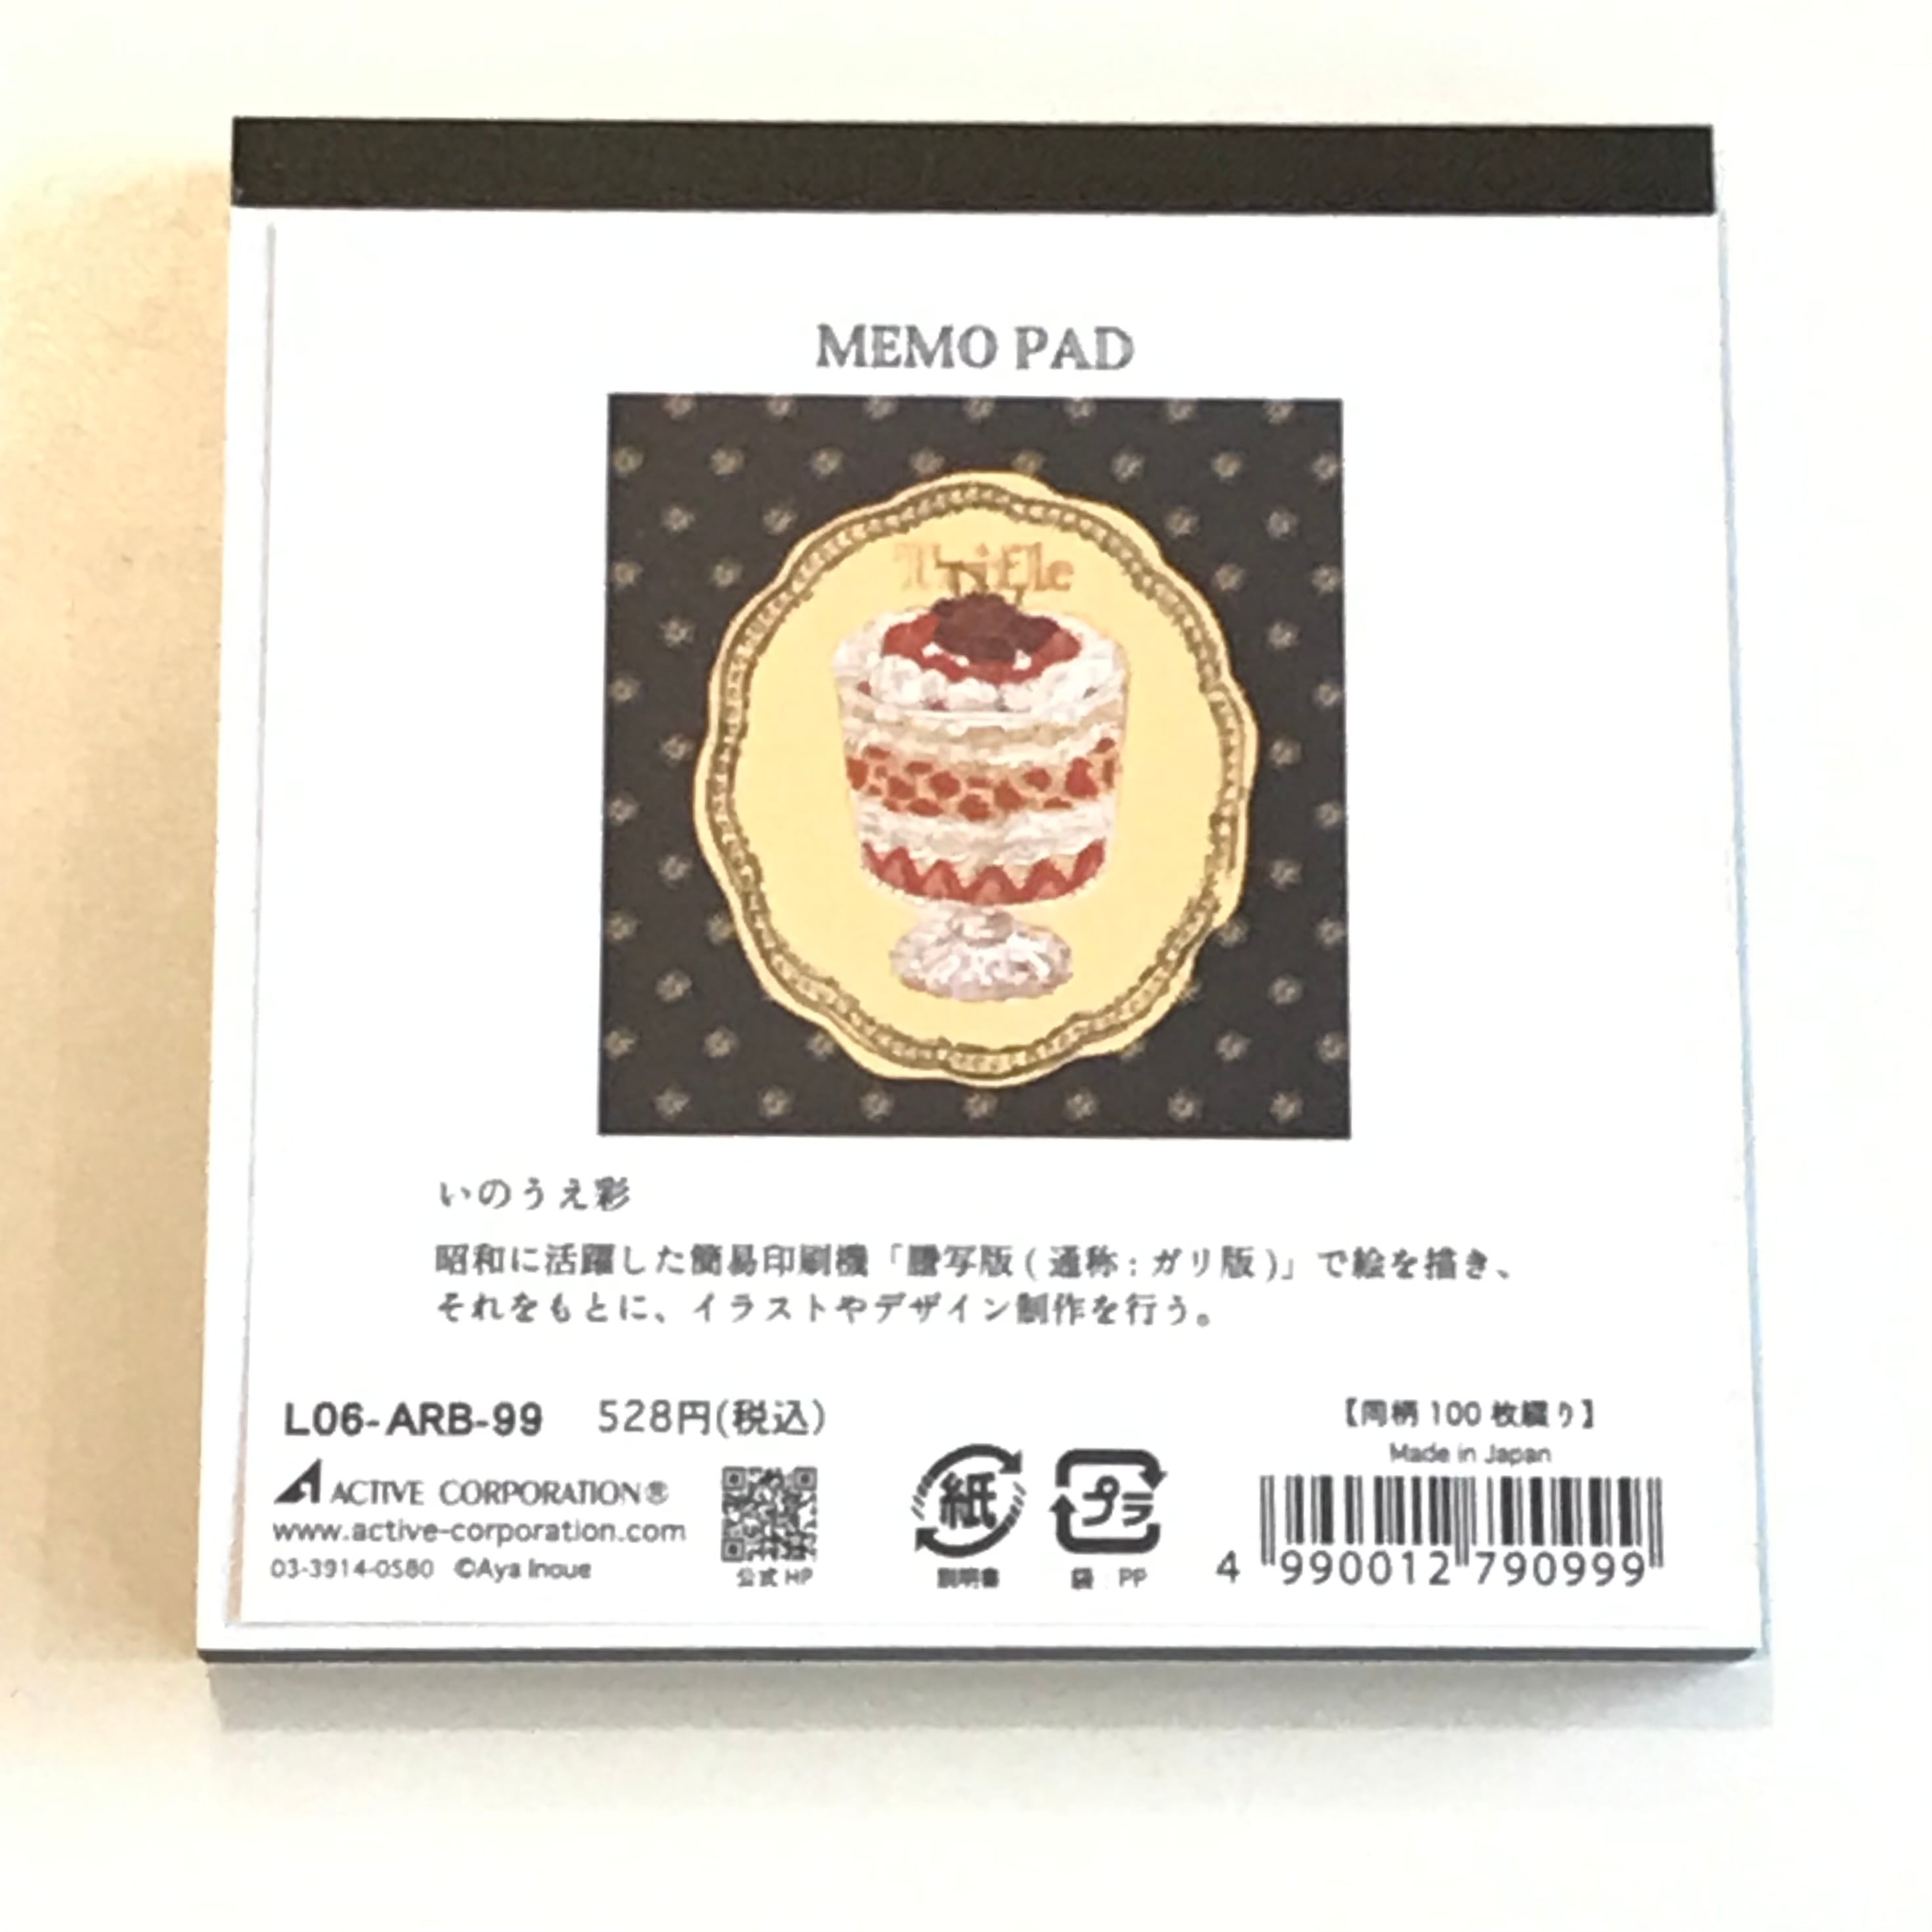 MEMO PAD
Trifle
いのうえ彩
昭和に活躍した簡易印刷機「謄写版(通称:ガリ版)」で絵を描き、
それをもとに、イラストやデザイン制作を行う。
L06-ARB-99 528円(税込)
【同柄100枚綴り】
Made in Japan
ACTIVE CORPORATION®
www.active-corporation.com
03-3914-0580 ©Aya Inoue
公式HP
紙
説明書
プラ
袋 PP
4 990012 790999